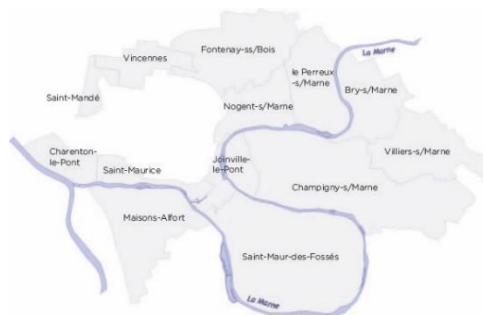 La Marne
Fontenay-ss/Bois
Vincennes
le Perreux
-s/Marne
Saint-Mandé
Bry-s/Marne
Nogent-s/Marne
Charenton-
le-Pont
Saint-Maurice
Joinville-
le-Pont
Villiers-s/Marne
Champigny-s/Marne
Maisons-Alfort
Saint-Maur-des-Fossés
La Marne